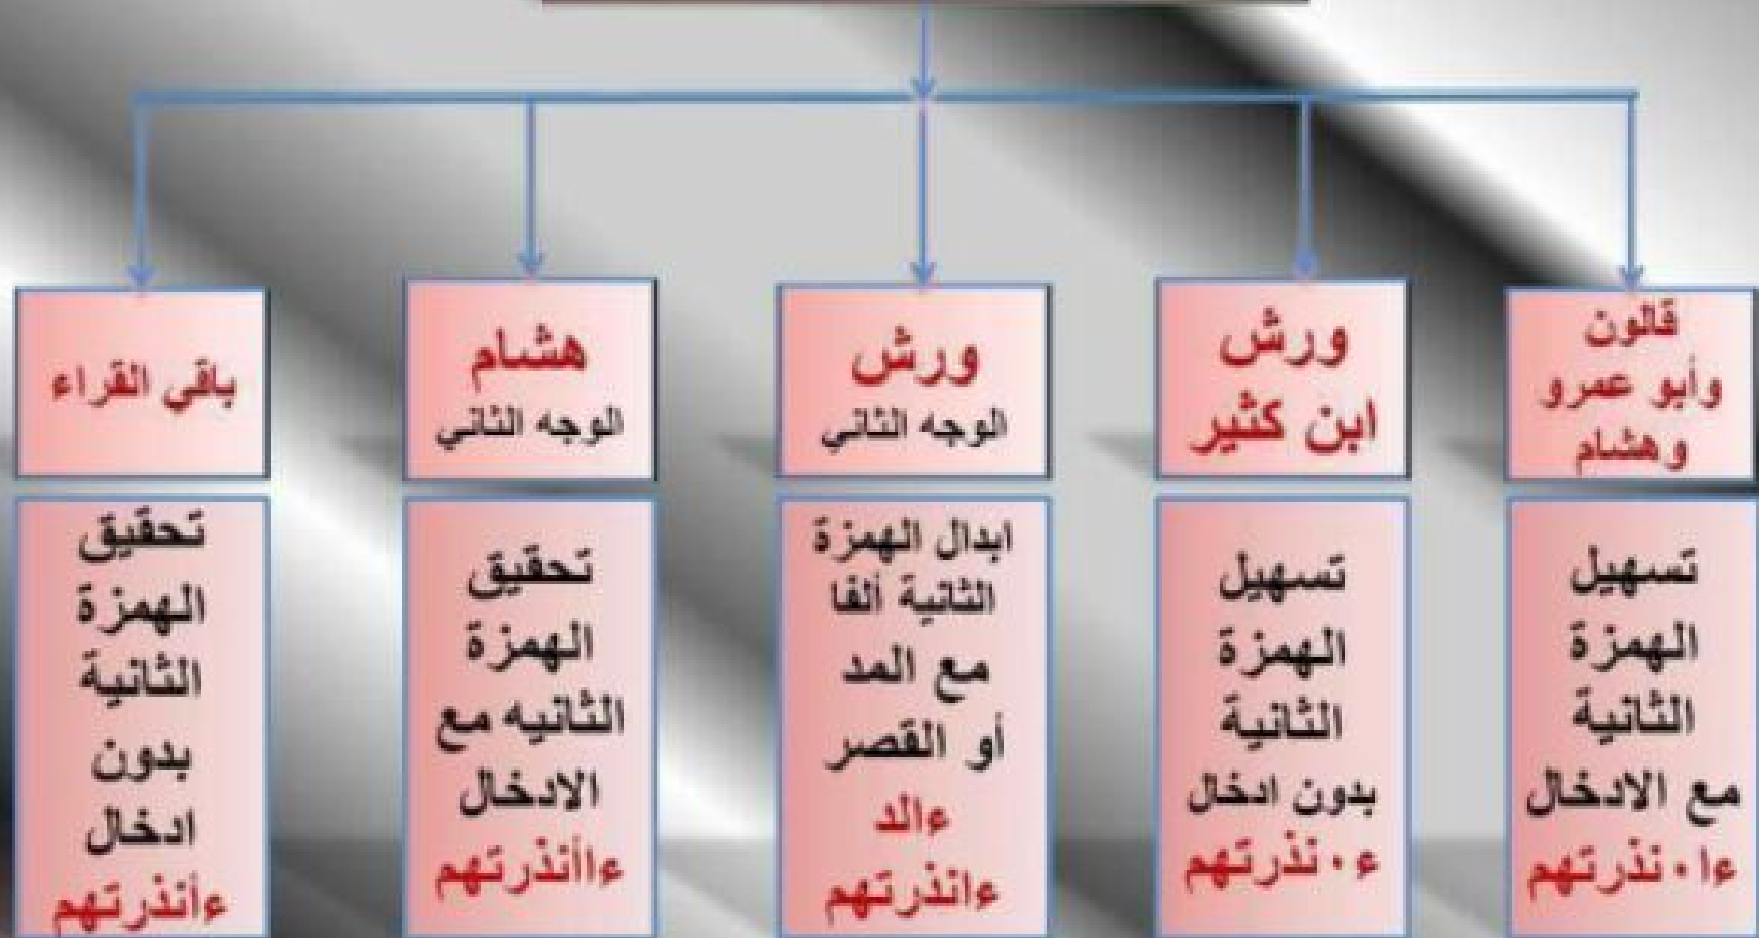 قالون
وأبو عمرو
وهشام
تسهيل
الهمزة
الثانية
مع الادخال
ءا٠نذرتهم
ورش
ابن كثير
تسهيل
الهمزة
الثانية
بدون ادخال
ء٠نذرتهم
ورش
الوجه الثاني
ابدال الهمزة
الثانية ألفا
مع المد
أو القصر
ءالد
ءانذرتهم
هشام
الوجه الثاني
تحقيق
الهمزة
الثانيه مع
الادخال
ءاأنذرتهم
باقي القراء
تحقيق
الهمزة
الثانية
بدون
ادخال
ءأنذرتهم